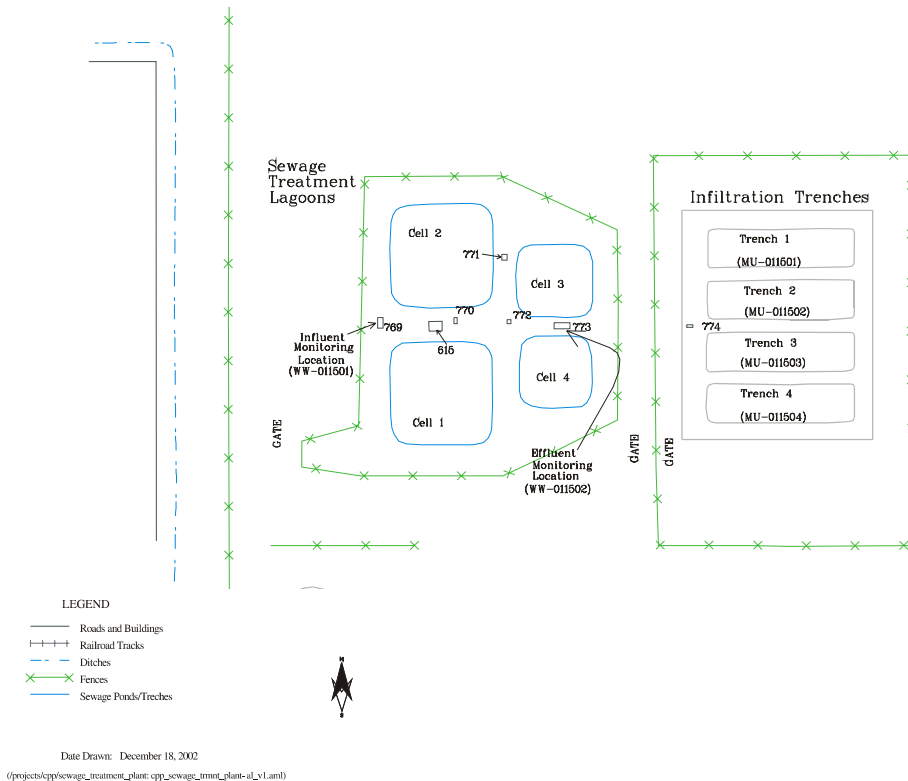 Sewage
Treatment
Lagoons
Infiltration Trenches
Cell 2
771
Cell 3
Trench 1
(MU-011501)
Trench 2
(MU-011502)
770
772
773
774
769
615
Influent
Monitoring
Location
(WW-011501)
Trench 3
(MU-011503)
Cell 4
Trench 4
(MU-011504)
Cell 1
GATE
GATE
GATE
Effluent
Monitoring
Location
(WW-011502)
LEGEND
Roads and Buildings
Railroad Tracks
Ditches
Fences
Sewage Ponds/Treches
N
S
Date Drawn: December 18, 2002
(/projects/cpp/sewage_treatment_plant: cpp_sewage_trmnt_plant-al_v1.aml)